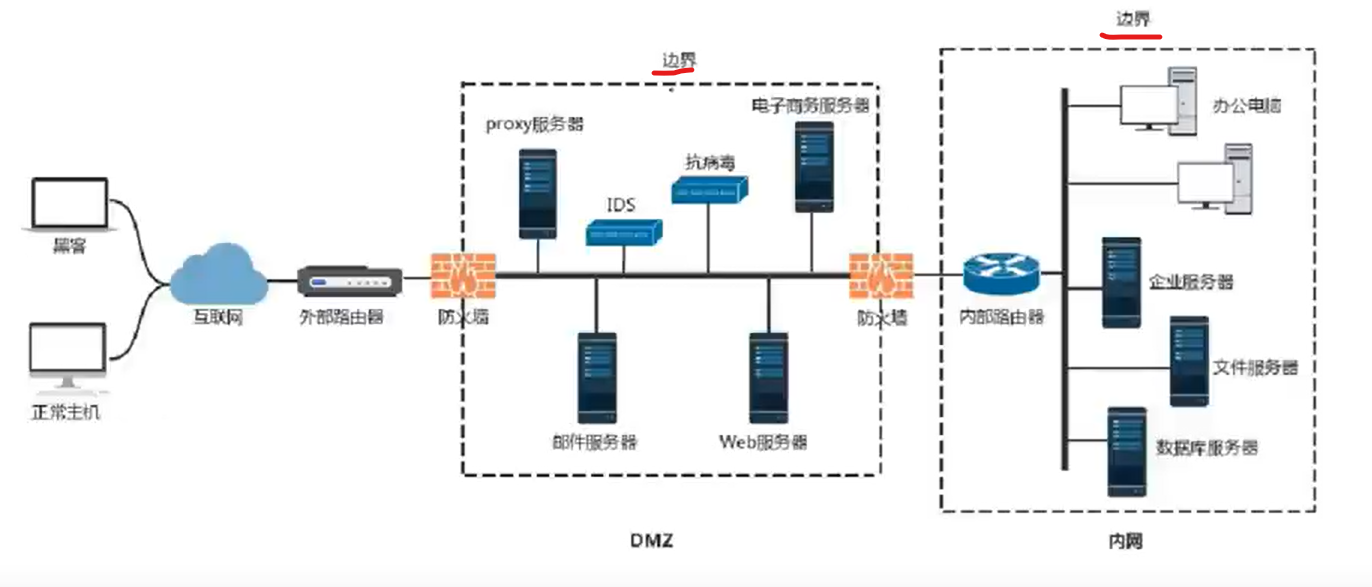 边界
边界
proxy服务器
电子商务服务器
办公电脑
抗病毒
IDS
黑客
互联网
外部路由器
防火墙
防火墙
内部路由器
企业服务器
正常主机
文件服务器
邮件服务器
Web服务器
数据库服务器
DMZ
内网